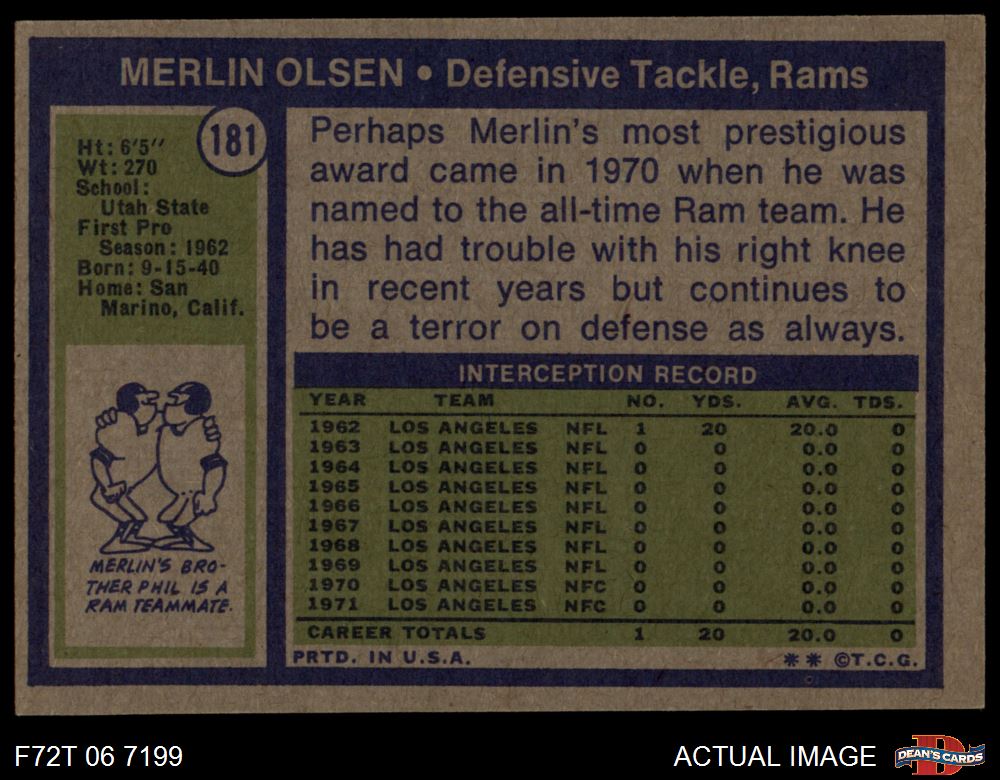 MERLIN OLSEN • Defensive Tackle, Rams
181
Ht: 6'5''
Wt: 270
School:
Utah State
First Pro
Season: 1962
Born: 9-15-40
Home: San
Marino, Calif.
MERLIN'S BRO-
THER PHIL IS A
RAM TEAMMATE.
Perhaps Merlin's most prestigious
award came in 1970 when he was
named to the all-time Ram team. He
has had trouble with his right knee
in recent years but continues to
be a terror on defense as always.
INTERCEPTION RECORD
YEAR TEAM NO. YDS. AVG. TDS.
1962 LOS ANGELES NFL 1 20 20.0 0
1963 LOS ANGELES NFL 0 0 0.0 0
1964 LOS ANGELES NFL 0 0 0.0 0
1965 LOS ANGELES NFL 0 0 0.0 0
1966 LOS ANGELES NFL 0 0 0.0 0
1967 LOS ANGELES NFL 0 0 0.0 0
1968 LOS ANGELES NFL 0 0 0.0 0
1969 LOS ANGELES NFL 0 0 0.0 0
1970 LOS ANGELES NFC 0 0 0.0 0
1971 LOS ANGELES NFC 0 0 0.0 0
CAREER TOTALS 1 20 20.0 0
PRTD. IN U.S.A. ** ©T.C.G.
F72T 06 7199
ACTUAL IMAGE
D
DEAN'S CARDS